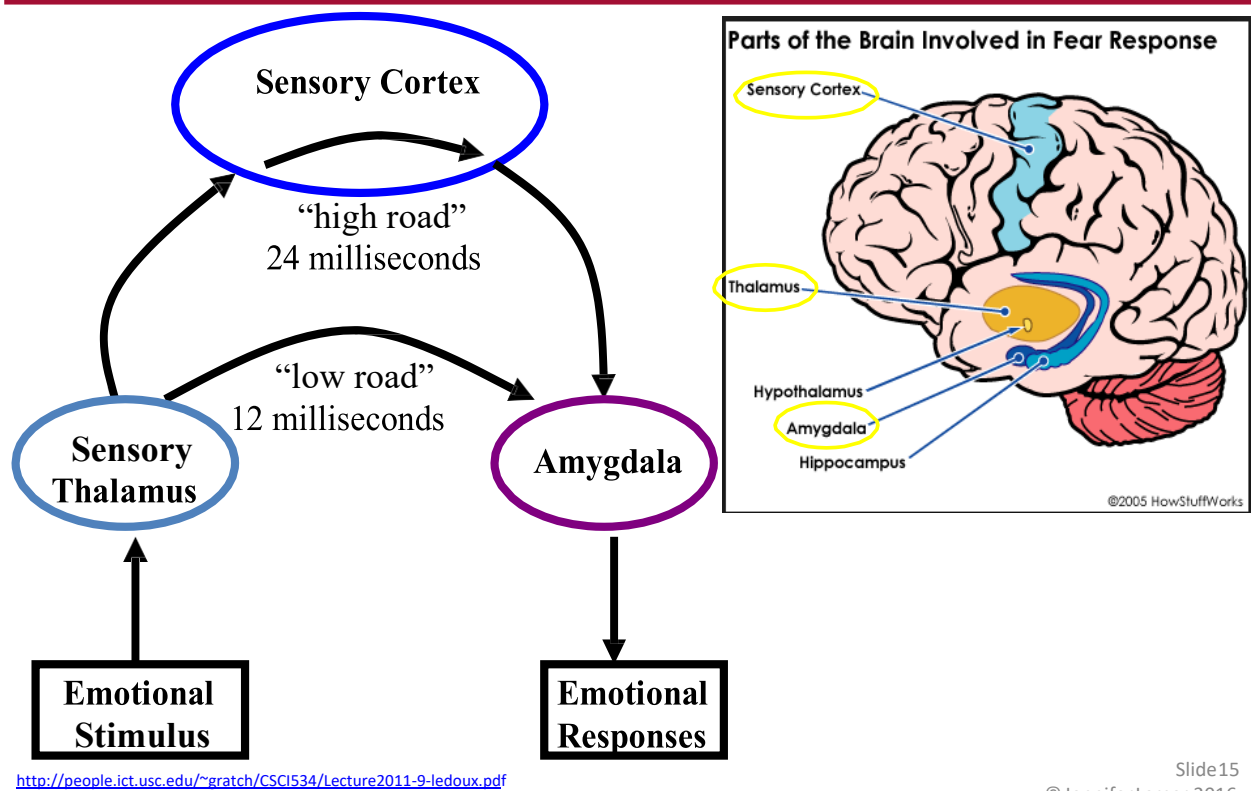 Sensory Cortex
“high road”
24 milliseconds
“low road”
12 milliseconds
Sensory
Thalamus
Amygdala
Emotional
Stimulus
Emotional
Responses
http://people.ict.usc.edu/~gratch/CSCI534/Lecture2011-9-ledoux.pdf
Parts of the Brain Involved in Fear Response
Sensory Cortex
Thalamus
Hypothalamus
Amygdala
Hippocampus
©2005 HowStuffWorks
Slide15
2016